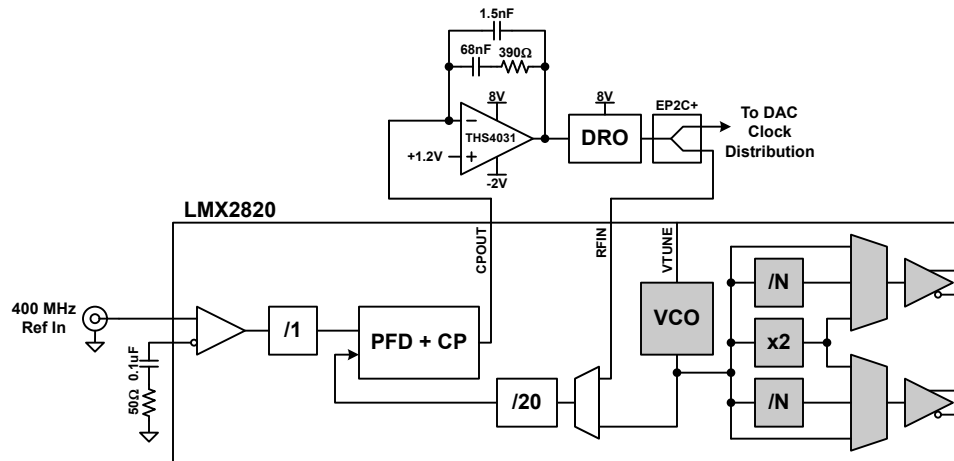 1.5nF
68nF
390Ω
8V
−
THS4031
+1.2V
+
-2V
8V
DRO
EP2C+
To DAC
Clock
Distribution
LMX2820
CPOUT
RFIN
VTUNE
400 MHz
Ref In
/1
PFD + CP
50Ω
0.1uF
/20
VCO
/N
x2
/N